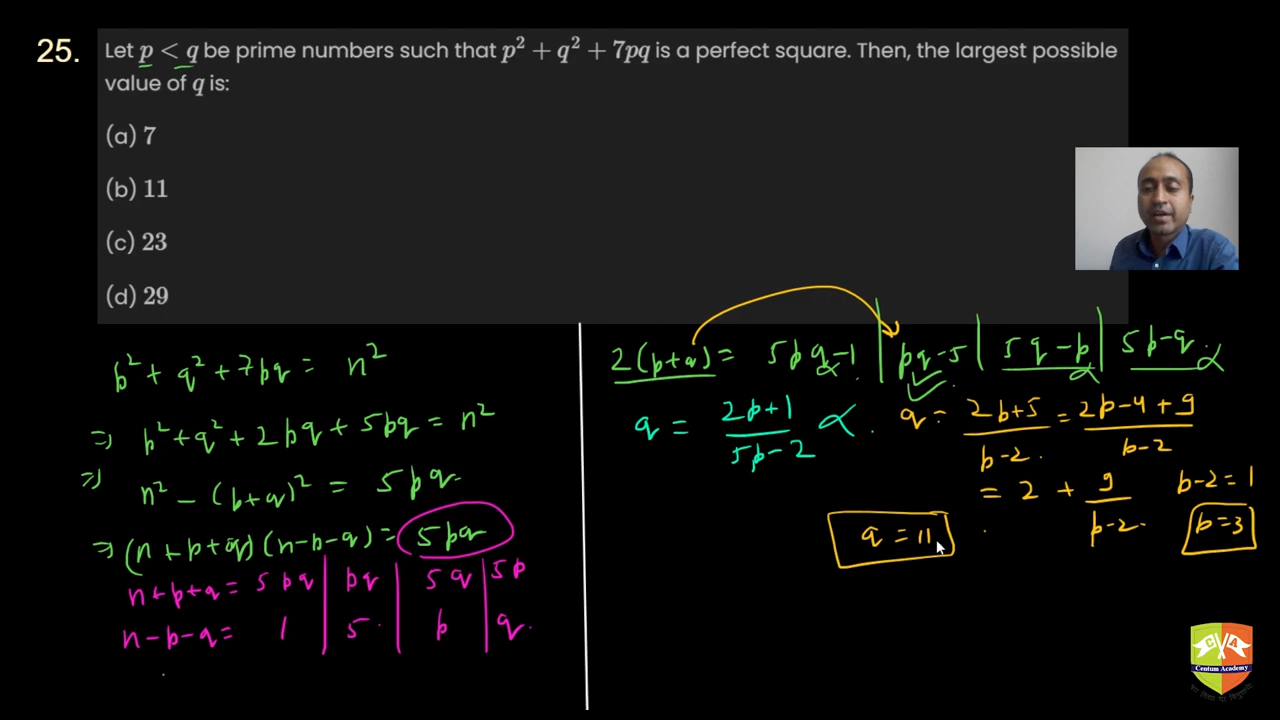 25.
Let p < q be prime numbers such that p² + q² + 7pq is a perfect square. Then, the largest possible
value of q is:
(a) 7
(b) 11
(c) 23
(d) 29
p² + q² + 7pq = n²
⇒ p² + q² + 2pq + 5pq = n²
⇒ n² − (p+q)² = 5pq
⇒ (n + p + q) (n − p − q) = 5pq
n + p + q = 5pq | pq | 5q | 5p
n − p − q = 1 | 5 | p | q
2(p+q) = 5pq − 1 | pq − 5 | 5q − p | 5p − q
q = (2p+1)/(5p−2)
q = (2p+5)/(p−2) = (2p−4+9)/(p−2)
= 2 + 9/(p−2) p−2 = 1
q = 11 p = 3
Centum Academy